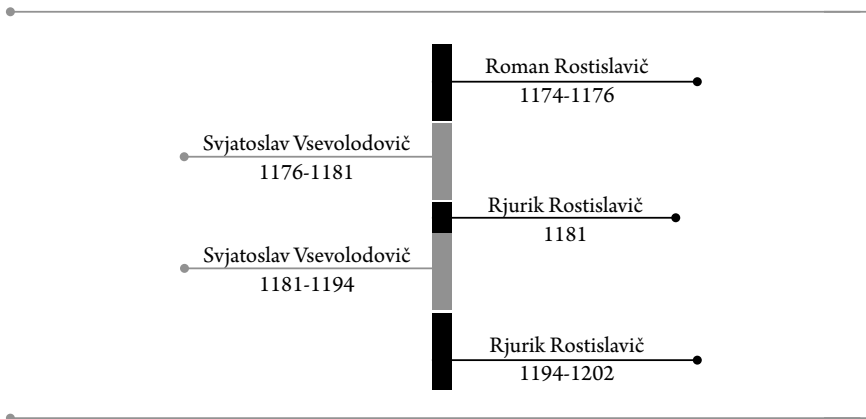 Roman Rostislavič
1174-1176
Svjatoslav Vsevolodovič
1176-1181
Rjurik Rostislavič
1181
Svjatoslav Vsevolodovič
1181-1194
Rjurik Rostislavič
1194-1202